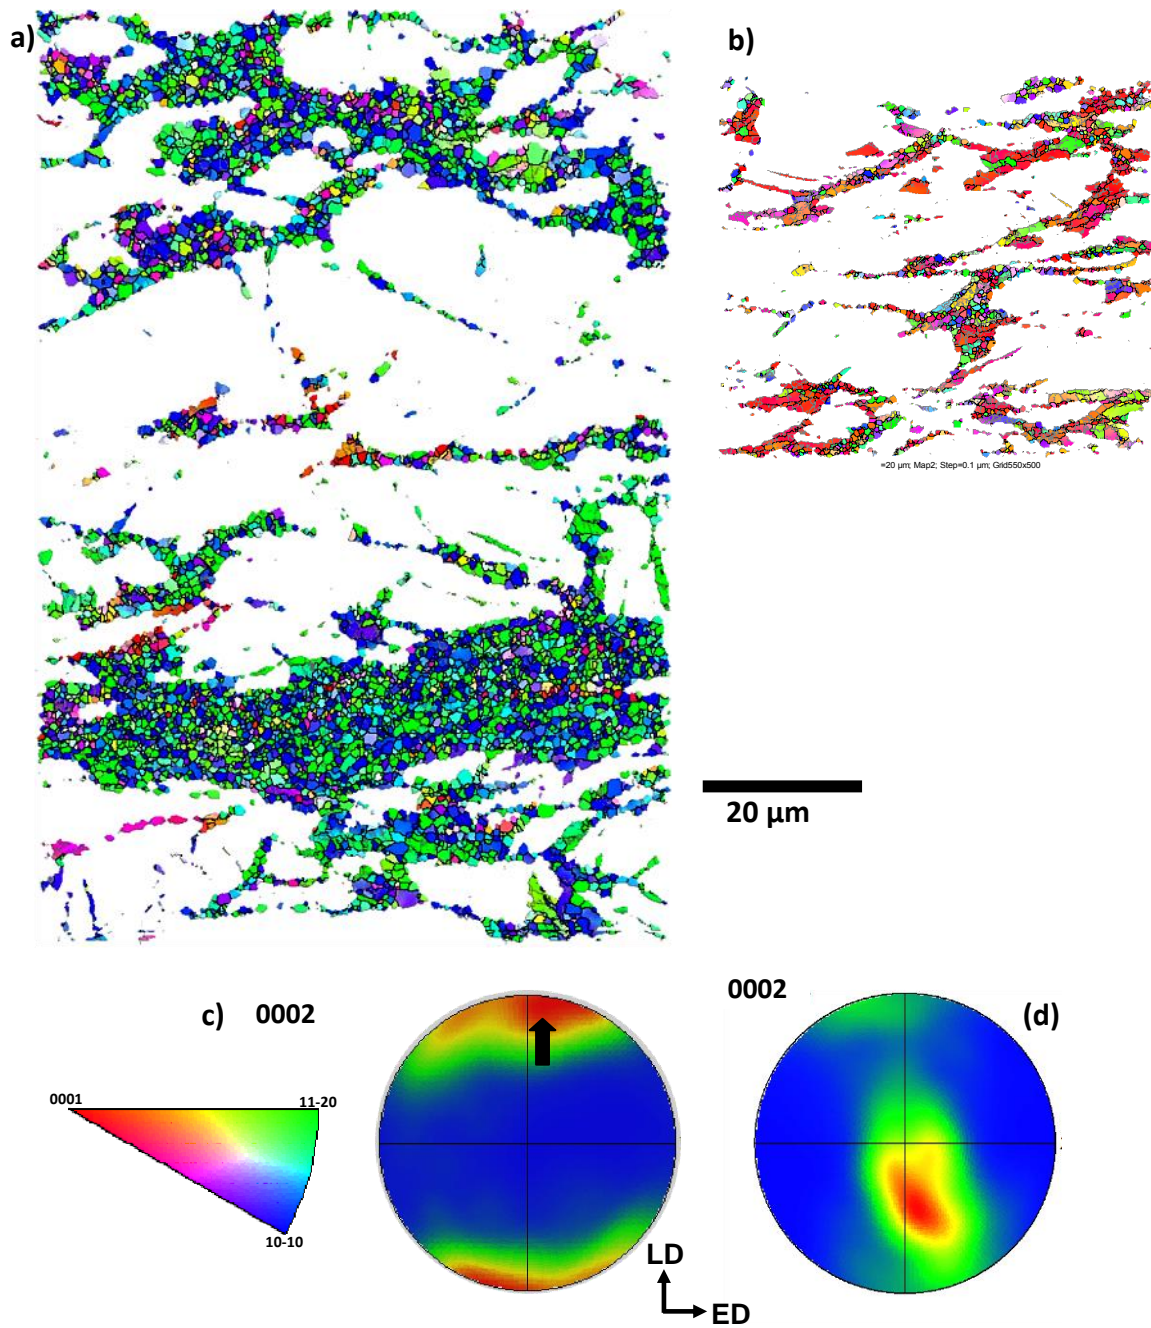 a)
b)
=20 µm; Map2; Step=0.1 µm; Grid550x500
20 µm
c) 0002
0002
(d)
0001
11-20
10-10
LD
ED